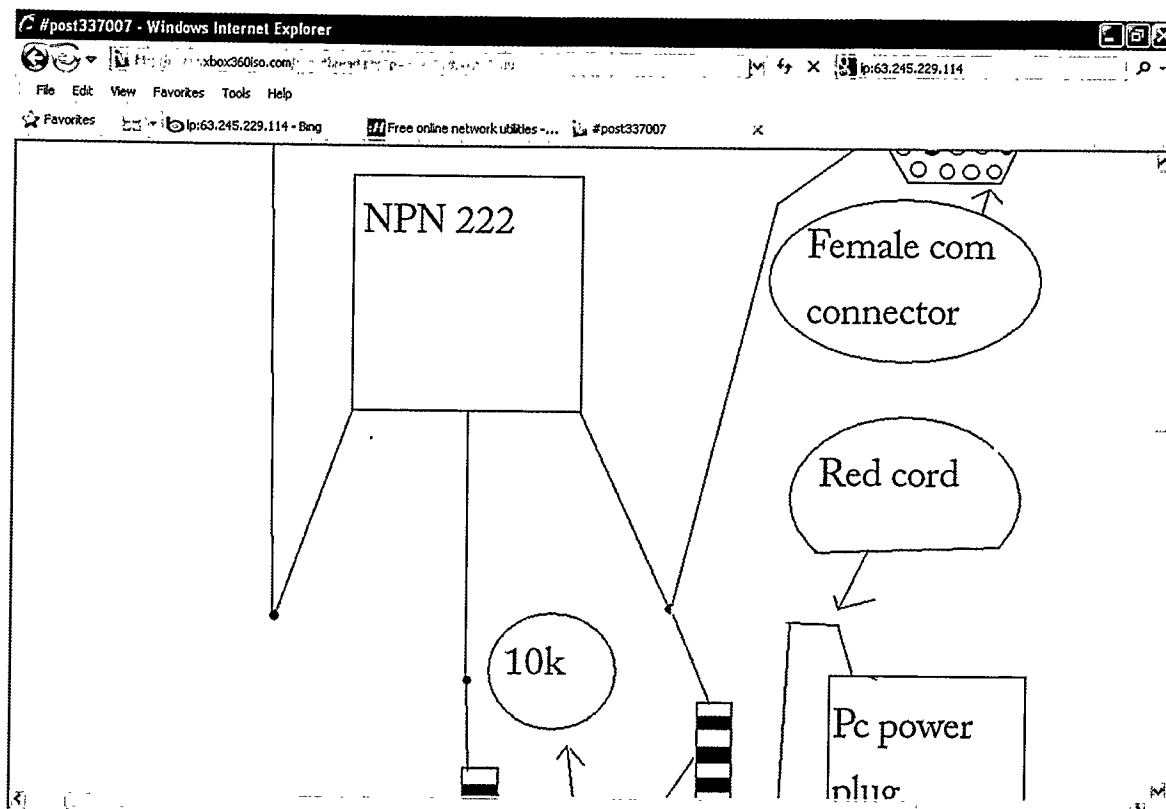 #post337007 - Windows Internet Explorer
xbox360iso.com
ip:63.245.229.114
File Edit View Favorites Tools Help
Favorites
ip:63.245.229.114 - Bing
Free online network utilities -...
#post337007
NPN 222
Female com
connector
Red cord
10k
Pc power
plug